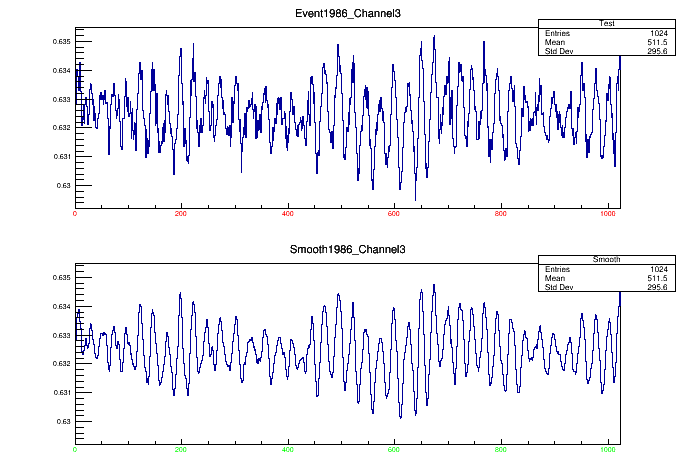 Event1986_Channel3
Test
Entries 1024
Mean 511.5
Std Dev 295.6
0.635
0.634
0.633
0.632
0.631
0.63
0 200 400 600 800 1000
Smooth1986_Channel3
Smooth
Entries 1024
Mean 511.5
Std Dev 295.6
0.635
0.634
0.633
0.632
0.631
0.63
0 200 400 600 800 1000